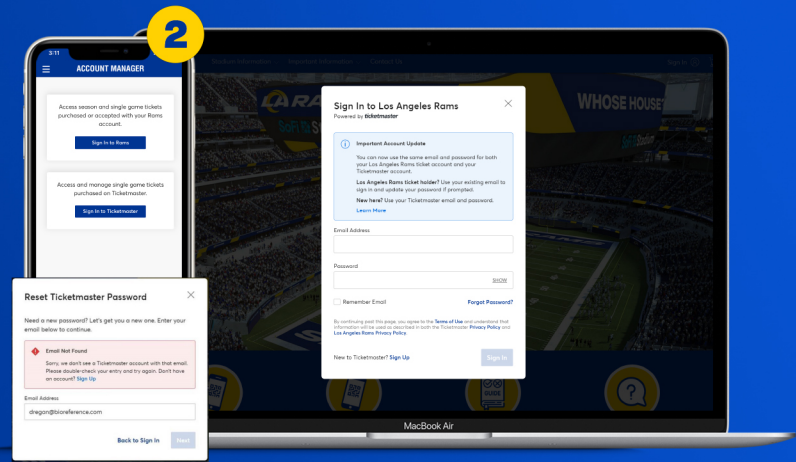 2
3:11
ACCOUNT MANAGER
Access season and single game tickets
purchased or accepted with your Rams
account.
Sign In to Rams
Access and manage single game tickets
purchased on Ticketmaster.
Sign In to Ticketmaster
Reset Ticketmaster Password
Need a new password? Let's get you a new one. Enter your
email below to continue.
Email Not Found
Sorry, we don't see a Ticketmaster account with that email.
Please double-check your entry and try again. Don't have
an account? Sign Up
Email Address
dregan@bioreference.com
Back to Sign In
Next
Contact Us
Sign In
WHOSE HOUSE
Sign In to Los Angeles Rams
Powered by ticketmaster
Important Account Update
You can now use the same email and password for both
your Los Angeles Rams ticket account and your
Ticketmaster account.
Los Angeles Rams ticket holder? Use your existing email to
sign in and update your password if prompted.
New here? Use your Ticketmaster email and password.
Learn More
Email Address
Password
SHOW
Remember Email
Forgot Password?
By continuing past this page, you agree to the Terms of Use and understand that
information will be used as described in both the Ticketmaster Privacy Policy and
Los Angeles Rams Privacy Policy.
New to Ticketmaster? Sign Up
Sign In
GUIDE
MacBook Air